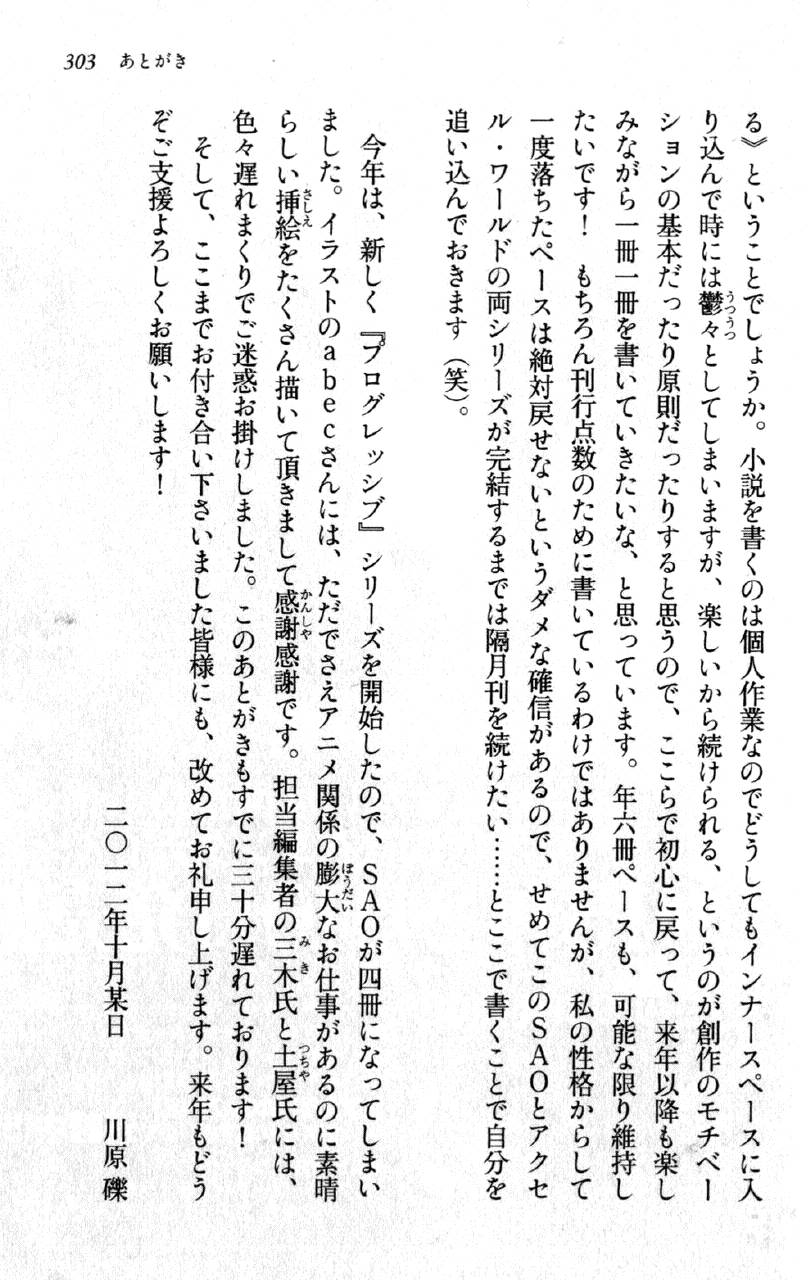 303 あとがき
る》ということでしょうか。小説を書くのは個人作業なのでどうしてもインナースペースに入
り込んで時には鬱々としてしまいますが、楽しいから続けられる、というのが創作のモチベー
ションの基本だったり原則だったりすると思うので、ここらで初心に戻って、来年以降も楽し
みながら一冊一冊を書いていきたいな、と思っています。年六冊ペースも、可能な限り維持し
たいです！　もちろん刊行点数のために書いているわけではありませんが、私の性格からして
一度落ちたペースは絶対戻せないというダメな確信があるので、せめてこのSAOとアクセ
ル・ワールドの両シリーズが完結するまでは隔月刊を続けたい……とここで書くことで自分を
追い込んでおきます（笑）。
今年は、新しく『プログレッシブ』シリーズを開始したので、SAOが四冊になってしまい
ました。イラストのabecさんには、ただでさえアニメ関係の膨大なお仕事があるのに素晴
らしい挿絵をたくさん描いて頂きまして感謝感謝です。担当編集者の三木氏と土屋氏には、
色々遅れまくりでご迷惑お掛けしました。このあとがきもすでに三十分遅れております！
そして、ここまでお付き合い下さいました皆様にも、改めてお礼申し上げます。来年もどう
ぞご支援よろしくお願いします！
二〇一二年十月某日　川原 礫